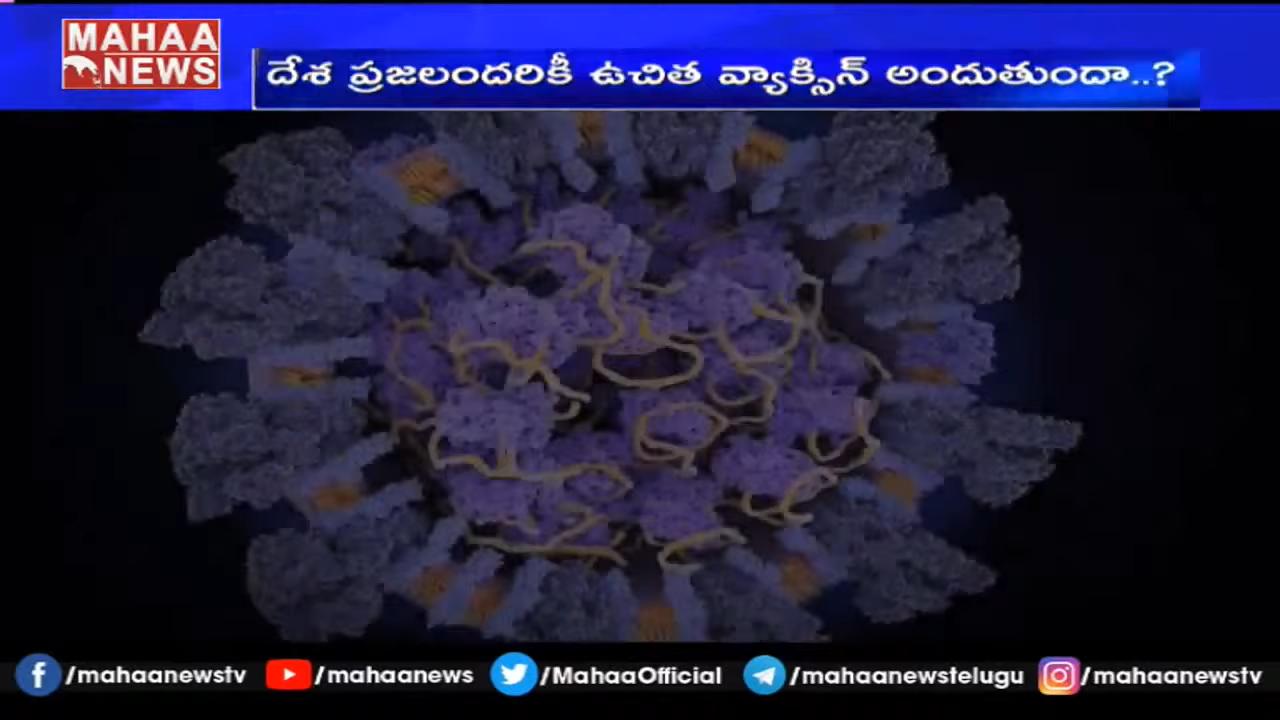 MAHAA
NEWS
దేశ ప్రజలందరికీ ఉచిత వ్యాక్సిన్ అందుతుందా..?
/mahaanewstv /mahaanews /MahaaOfficial /mahaanewstelugu /mahaanewstv